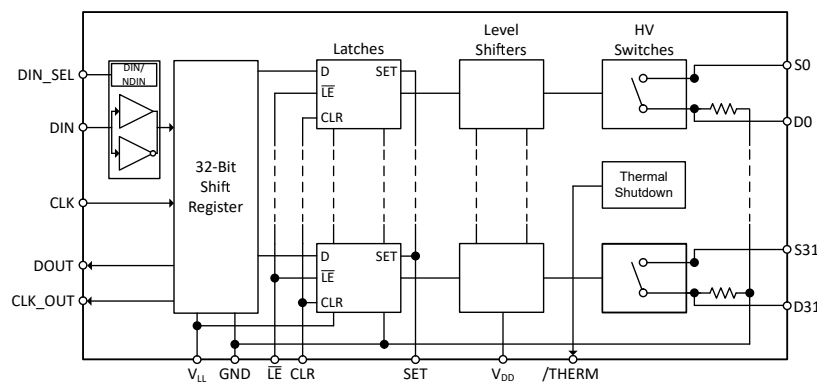 Latches
Level
Shifters
HV
Switches
DIN_SEL
DIN/
NDIN
DIN
CLK
DOUT
CLK_OUT
32-Bit
Shift
Register
D
SET
LE
CLR
S0
D0
Thermal
Shutdown
D
SET
LE
CLR
S31
D31
VLL
GND
LE
CLR
SET
VDD
/THERM